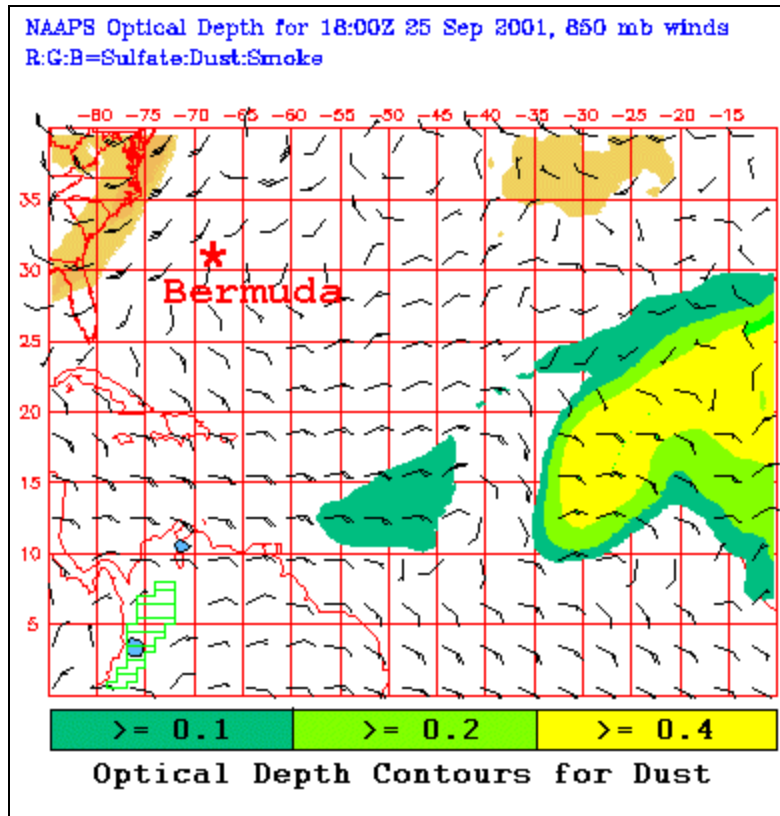 NAAPS Optical Depth for 18:00Z 25 Sep 2001, 850 mb winds
R:G:B=Sulfate:Dust:Smoke
-80 -75 -70 -65 -60 -55 -50 -45 -40 -35 -30 -25 -20 -15
35
30
*
Bermuda
25
20
15
10
5
>= 0.1 >= 0.2 >= 0.4
Optical Depth Contours for Dust